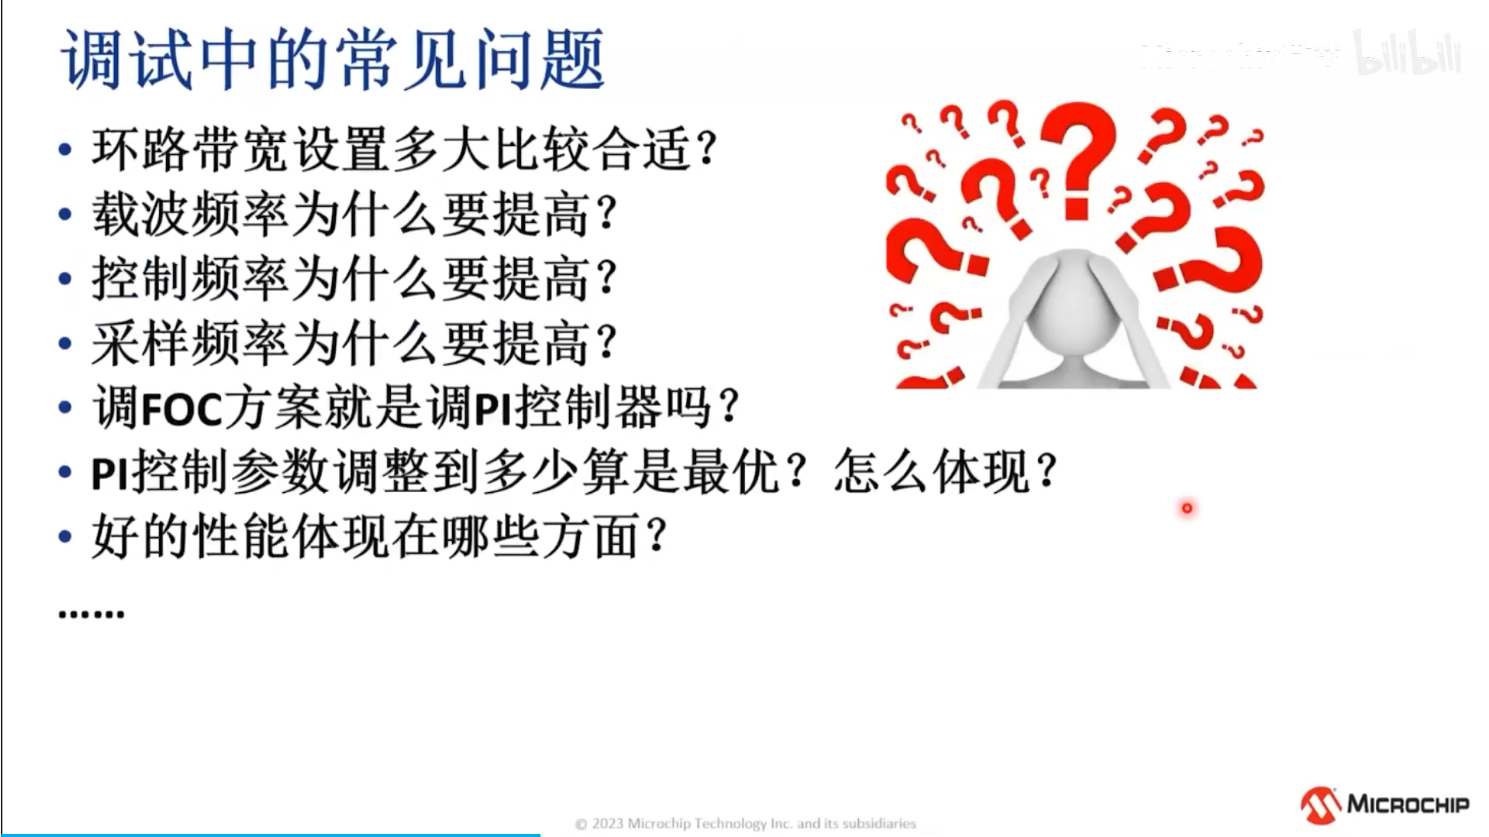 调试中的常见问题
bilibili
• 环路带宽设置多大比较合适？
• 载波频率为什么要提高？
• 控制频率为什么要提高？
• 采样频率为什么要提高？
• 调FOC方案就是调PI控制器吗？
• PI控制参数调整到多少算是最优？怎么体现？
• 好的性能体现在哪些方面？
......
MICROCHIP
© 2023 Microchip Technology Inc. and its subsidiaries